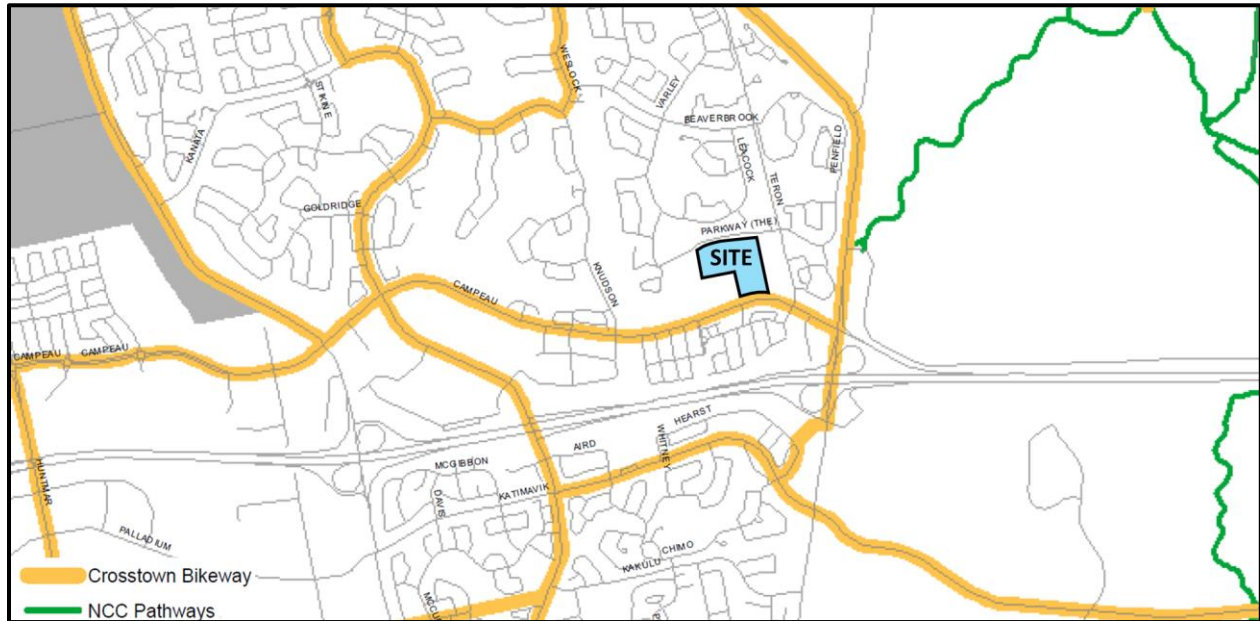 WESLOCK
VARLEY
STIKINE
BEAVERBROOK
KANATA
LEACOCK
PENFIELD
TERON
GOLDRIDGE
PARKWAY (THE)
SITE
KNUDSON
CAMPEAU
CAMPEAU
CAMPEAU
HEARST
WHITNEY
AIRD
MCGIBBON
HUNTMAR
DAVIS
KATIMAVIK
PALLADIUM
CHIMO
KAKULU
Crosstown Bikeway
NCC Pathways